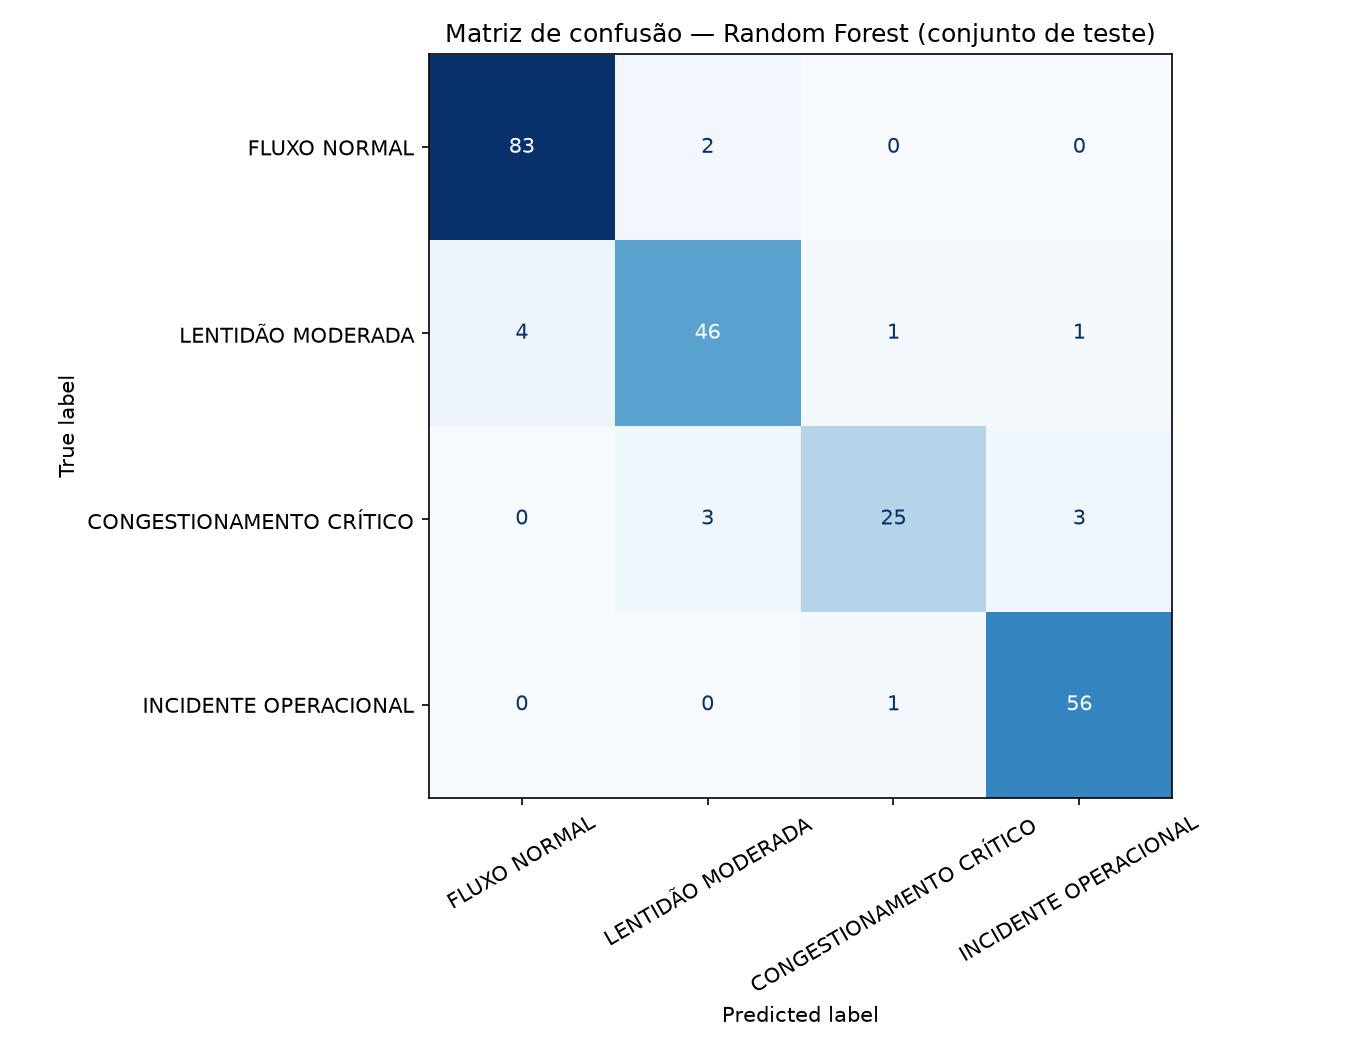 Matriz de confusão — Random Forest (conjunto de teste)
FLUXO NORMAL
83 2 0 0
LENTIDÃO MODERADA
4 46 1 1
True label
CONGESTIONAMENTO CRÍTICO
0 3 25 3
INCIDENTE OPERACIONAL
0 0 1 56
FLUXO NORMAL
LENTIDÃO MODERADA
CONGESTIONAMENTO CRÍTICO
INCIDENTE OPERACIONAL
Predicted label